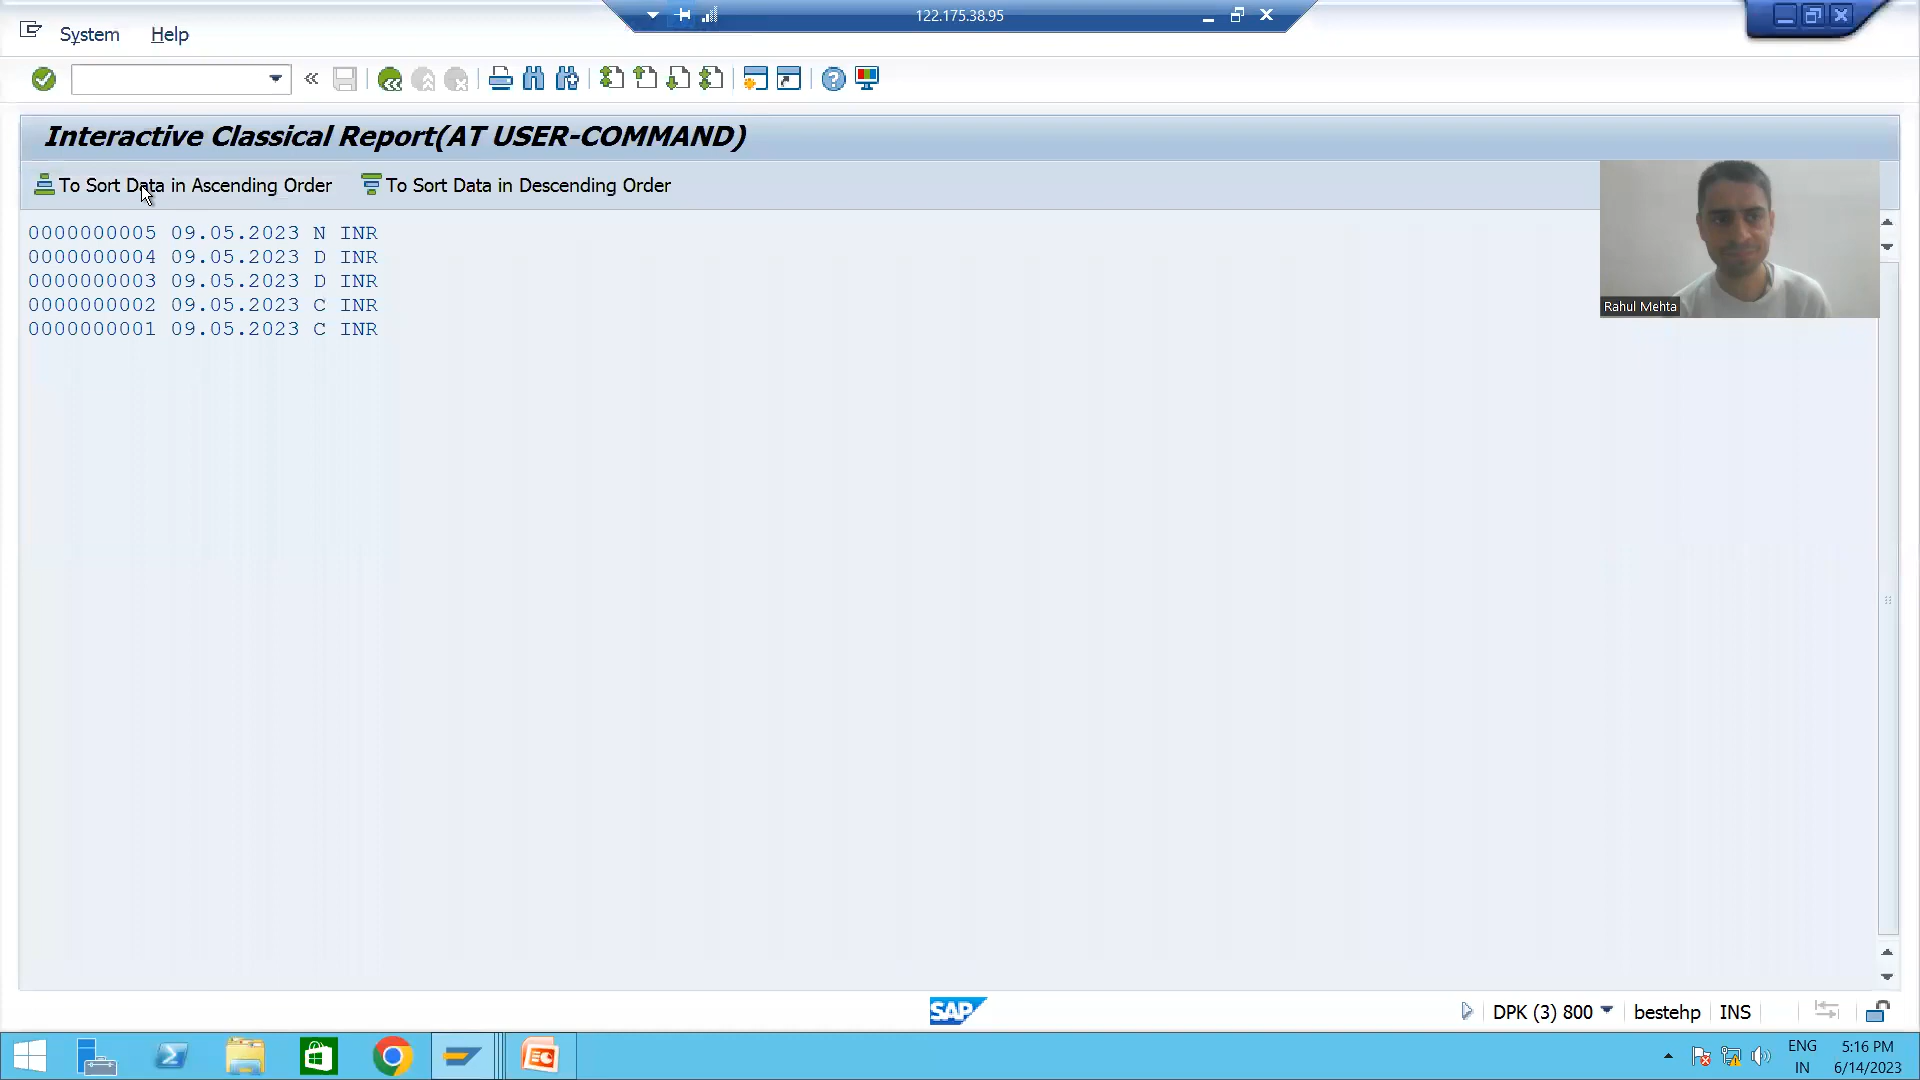 122.175.38.95
System Help
Interactive Classical Report(AT USER-COMMAND)
To Sort Data in Ascending Order To Sort Data in Descending Order
0000000005 09.05.2023 N INR
0000000004 09.05.2023 D INR
0000000003 09.05.2023 D INR
0000000002 09.05.2023 C INR
0000000001 09.05.2023 C INR
Rahul Mehta
SAP DPK (3) 800 bestehp INS
ENG 5:16 PM
IN 6/14/2023